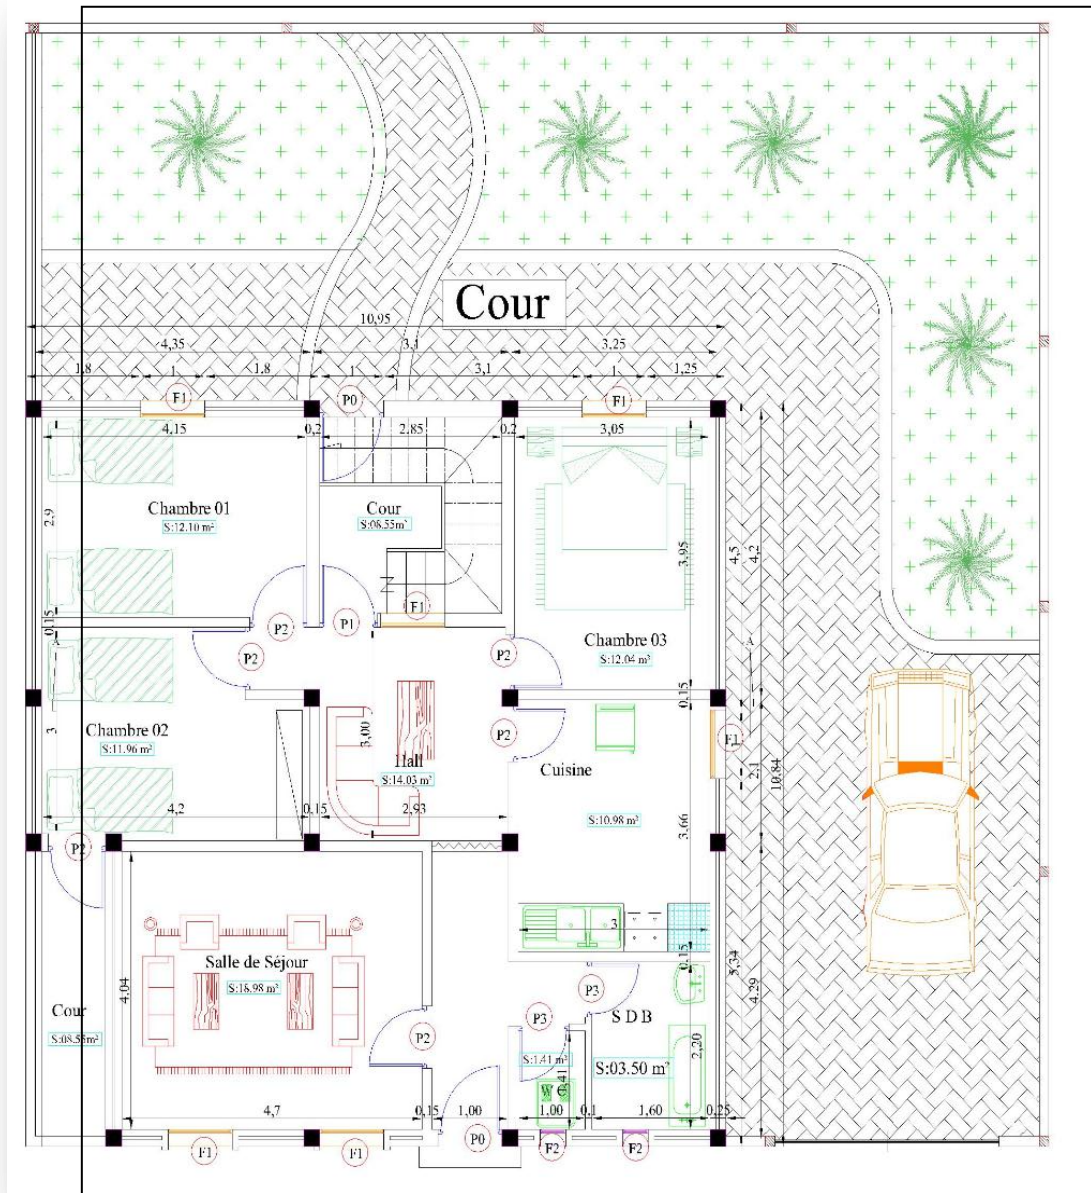 Cour
10,95
4,35
3,1
3,25
1,8
1
1,8
1
3,1
1
1,25
F1
P0
F1
4,15
0,2
2,85
0,2
3,05
Chambre 01
S:12.10 m²
Cour
S:08.55m²
2,9
3,95
4,5
4,2
F1
0,15
P2
P1
P2
P2
A
A
Chambre 03
S:12.04 m²
0,15
Chambre 02
S:11.96 m²
3
3,00
Hall
S:14.03 m²
P2
F1
Cuisine
2,1
10,84
4,2
0,15
2,93
S:10.98 m²
3,66
P2
3
0,15
5,34
4,29
Salle de Séjour
S:18.98 m²
4,04
P3
Cour
S:08.55m²
P2
P3
S D B
S:1.41 m²
S:03.50 m²
2,20
1,41
W C
4,7
0,15
1,00
1,00
0,1
1,60
0,25
F1
F1
P0
F2
F2